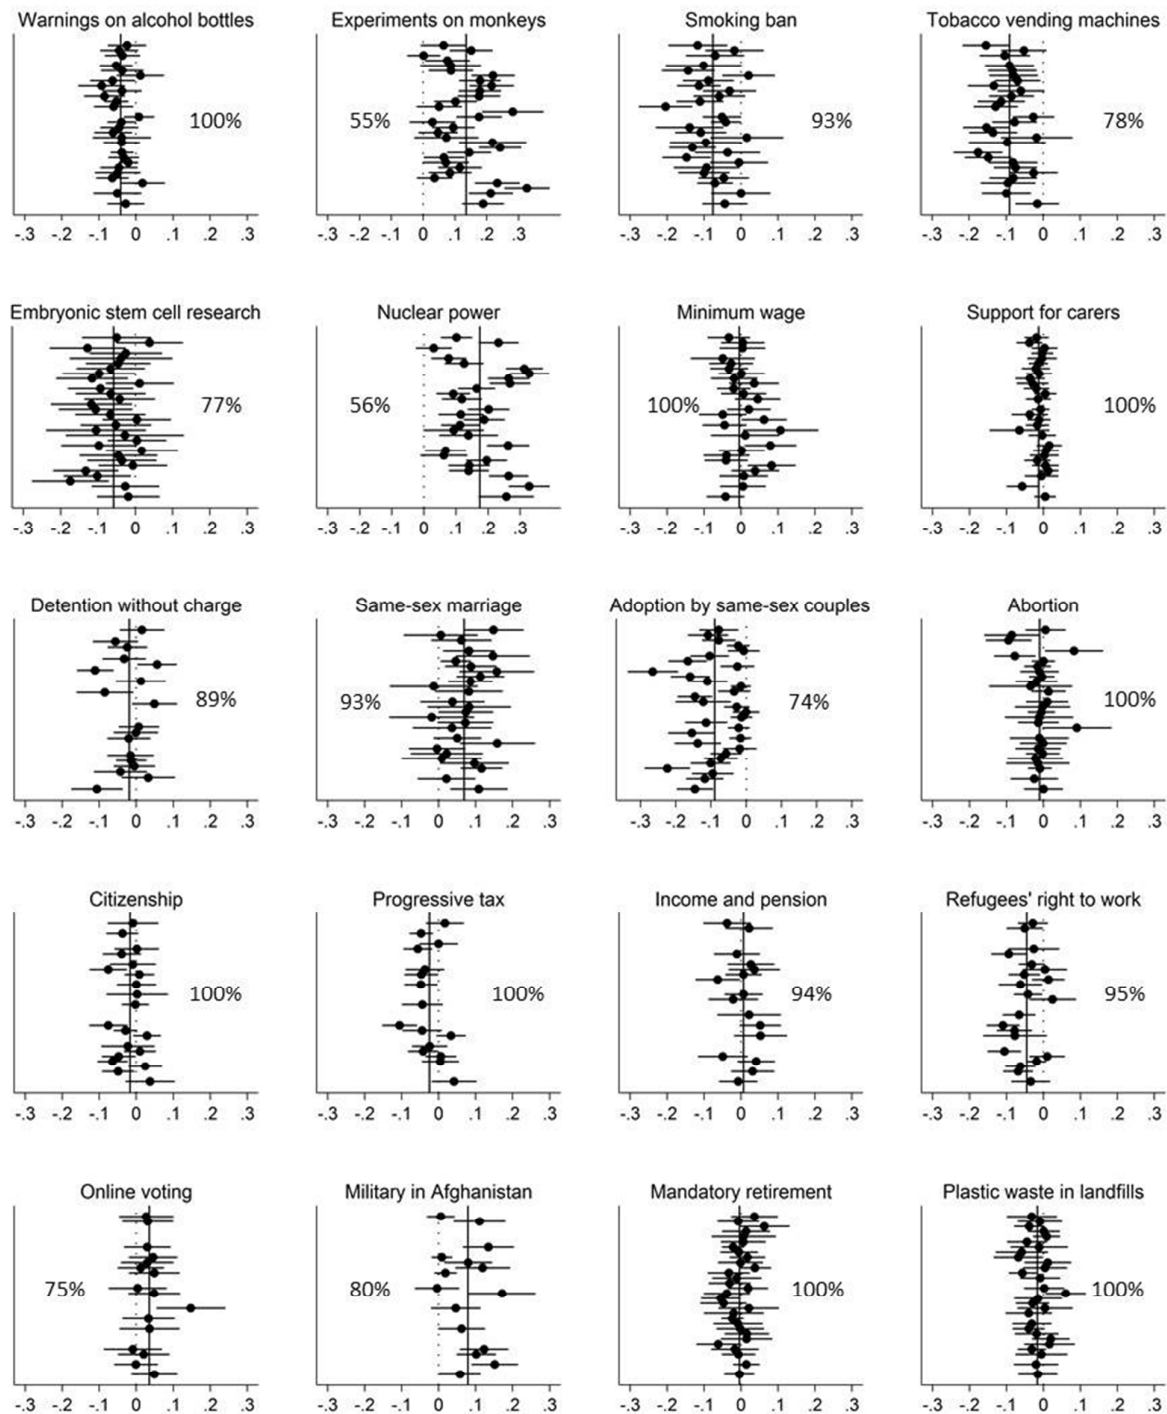 Warnings on alcohol bottles Experiments on monkeys Smoking ban Tobacco vending machines
100% 55% 93% 78%
-.3 -.2 -.1 0 .1 .2 .3 -.3 -.2 -.1 0 .1 .2 .3 -.3 -.2 -.1 0 .1 .2 .3 -.3 -.2 -.1 0 .1 .2 .3
Embryonic stem cell research Nuclear power Minimum wage Support for carers
77% 56% 100% 100%
-.3 -.2 -.1 0 .1 .2 .3 -.3 -.2 -.1 0 .1 .2 .3 -.3 -.2 -.1 0 .1 .2 .3 -.3 -.2 -.1 0 .1 .2 .3
Detention without charge Same-sex marriage Adoption by same-sex couples Abortion
89% 93% 74% 100%
-.3 -.2 -.1 0 .1 .2 .3 -.3 -.2 -.1 0 .1 .2 .3 -.3 -.2 -.1 0 .1 .2 .3 -.3 -.2 -.1 0 .1 .2 .3
Citizenship Progressive tax Income and pension Refugees' right to work
100% 100% 94% 95%
-.3 -.2 -.1 0 .1 .2 .3 -.3 -.2 -.1 0 .1 .2 .3 -.3 -.2 -.1 0 .1 .2 .3 -.3 -.2 -.1 0 .1 .2 .3
Online voting Military in Afghanistan Mandatory retirement Plastic waste in landfills
75% 80% 100% 100%
-.3 -.2 -.1 0 .1 .2 .3 -.3 -.2 -.1 0 .1 .2 .3 -.3 -.2 -.1 0 .1 .2 .3 -.3 -.2 -.1 0 .1 .2 .3